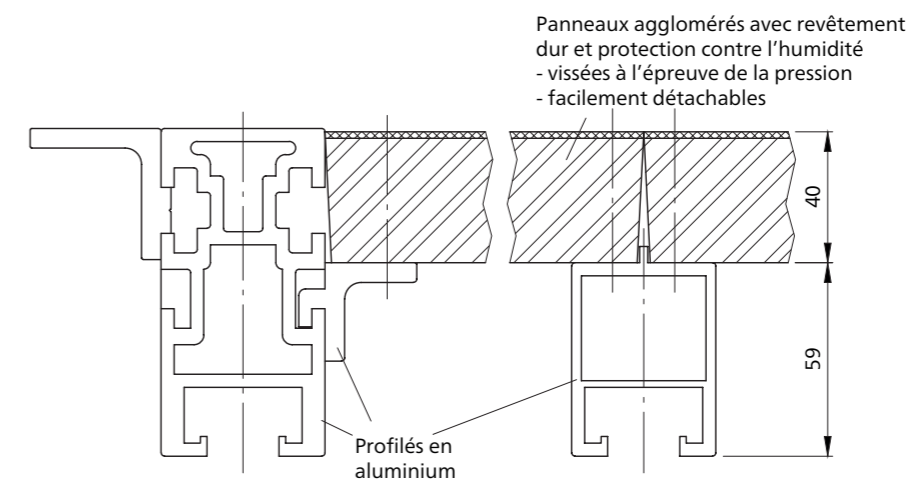 Panneaux agglomérés avec revêtement
dur et protection contre l’humidité
- vissées à l’épreuve de la pression
- facilement détachables
40
59
Profilés en
aluminium